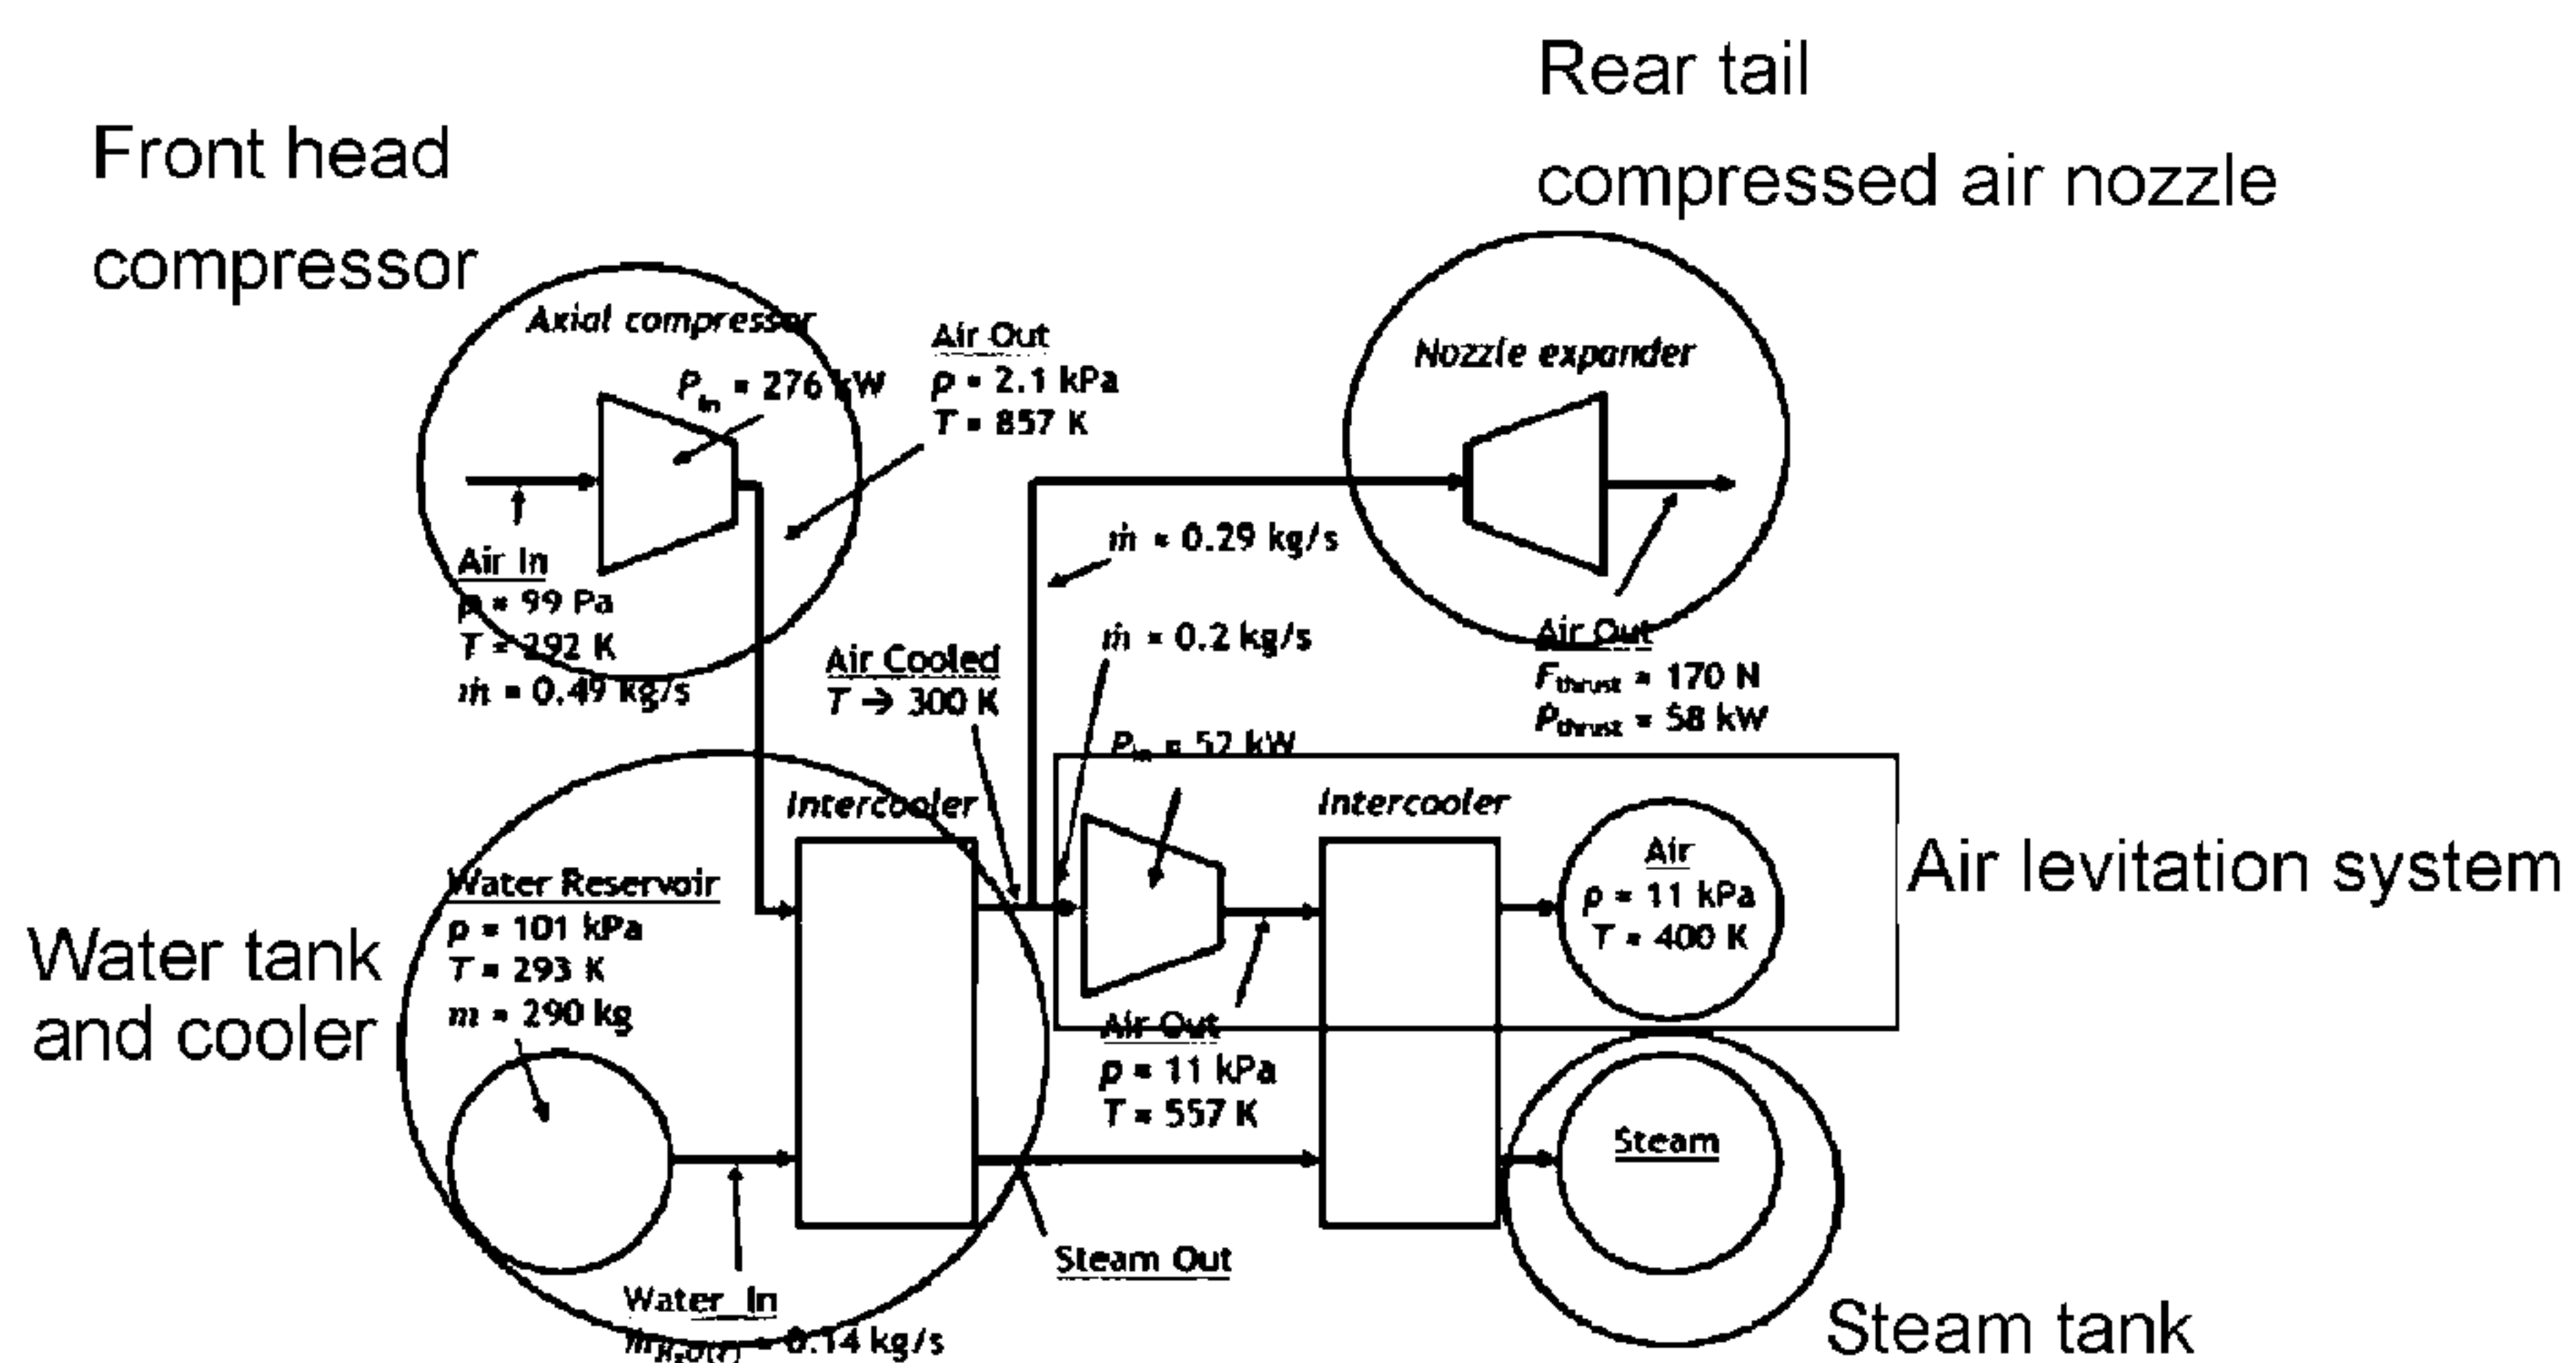 Front head
compressor
Rear tail
compressed air nozzle
Axial compressor
P_in = 276 kW
Air Out
p = 2.1 kPa
T = 857 K
Nozzle expander
Air In
p = 99 Pa
T = 292 K
ṁ = 0.49 kg/s
ṁ = 0.29 kg/s
ṁ = 0.2 kg/s
Air Cooled
T → 300 K
Air Out
F_thrust = 170 N
P_thrust = 58 kW
P_in = 52 kW
Intercooler
Intercooler
Water Reservoir
p = 101 kPa
T = 293 K
m = 290 kg
Water tank
and cooler
Air
p = 11 kPa
T = 400 K
Air levitation system
Air Out
p = 11 kPa
T = 557 K
Steam
Steam Out
Water In
ṁ_H₂O(ℓ) = 0.14 kg/s
Steam tank